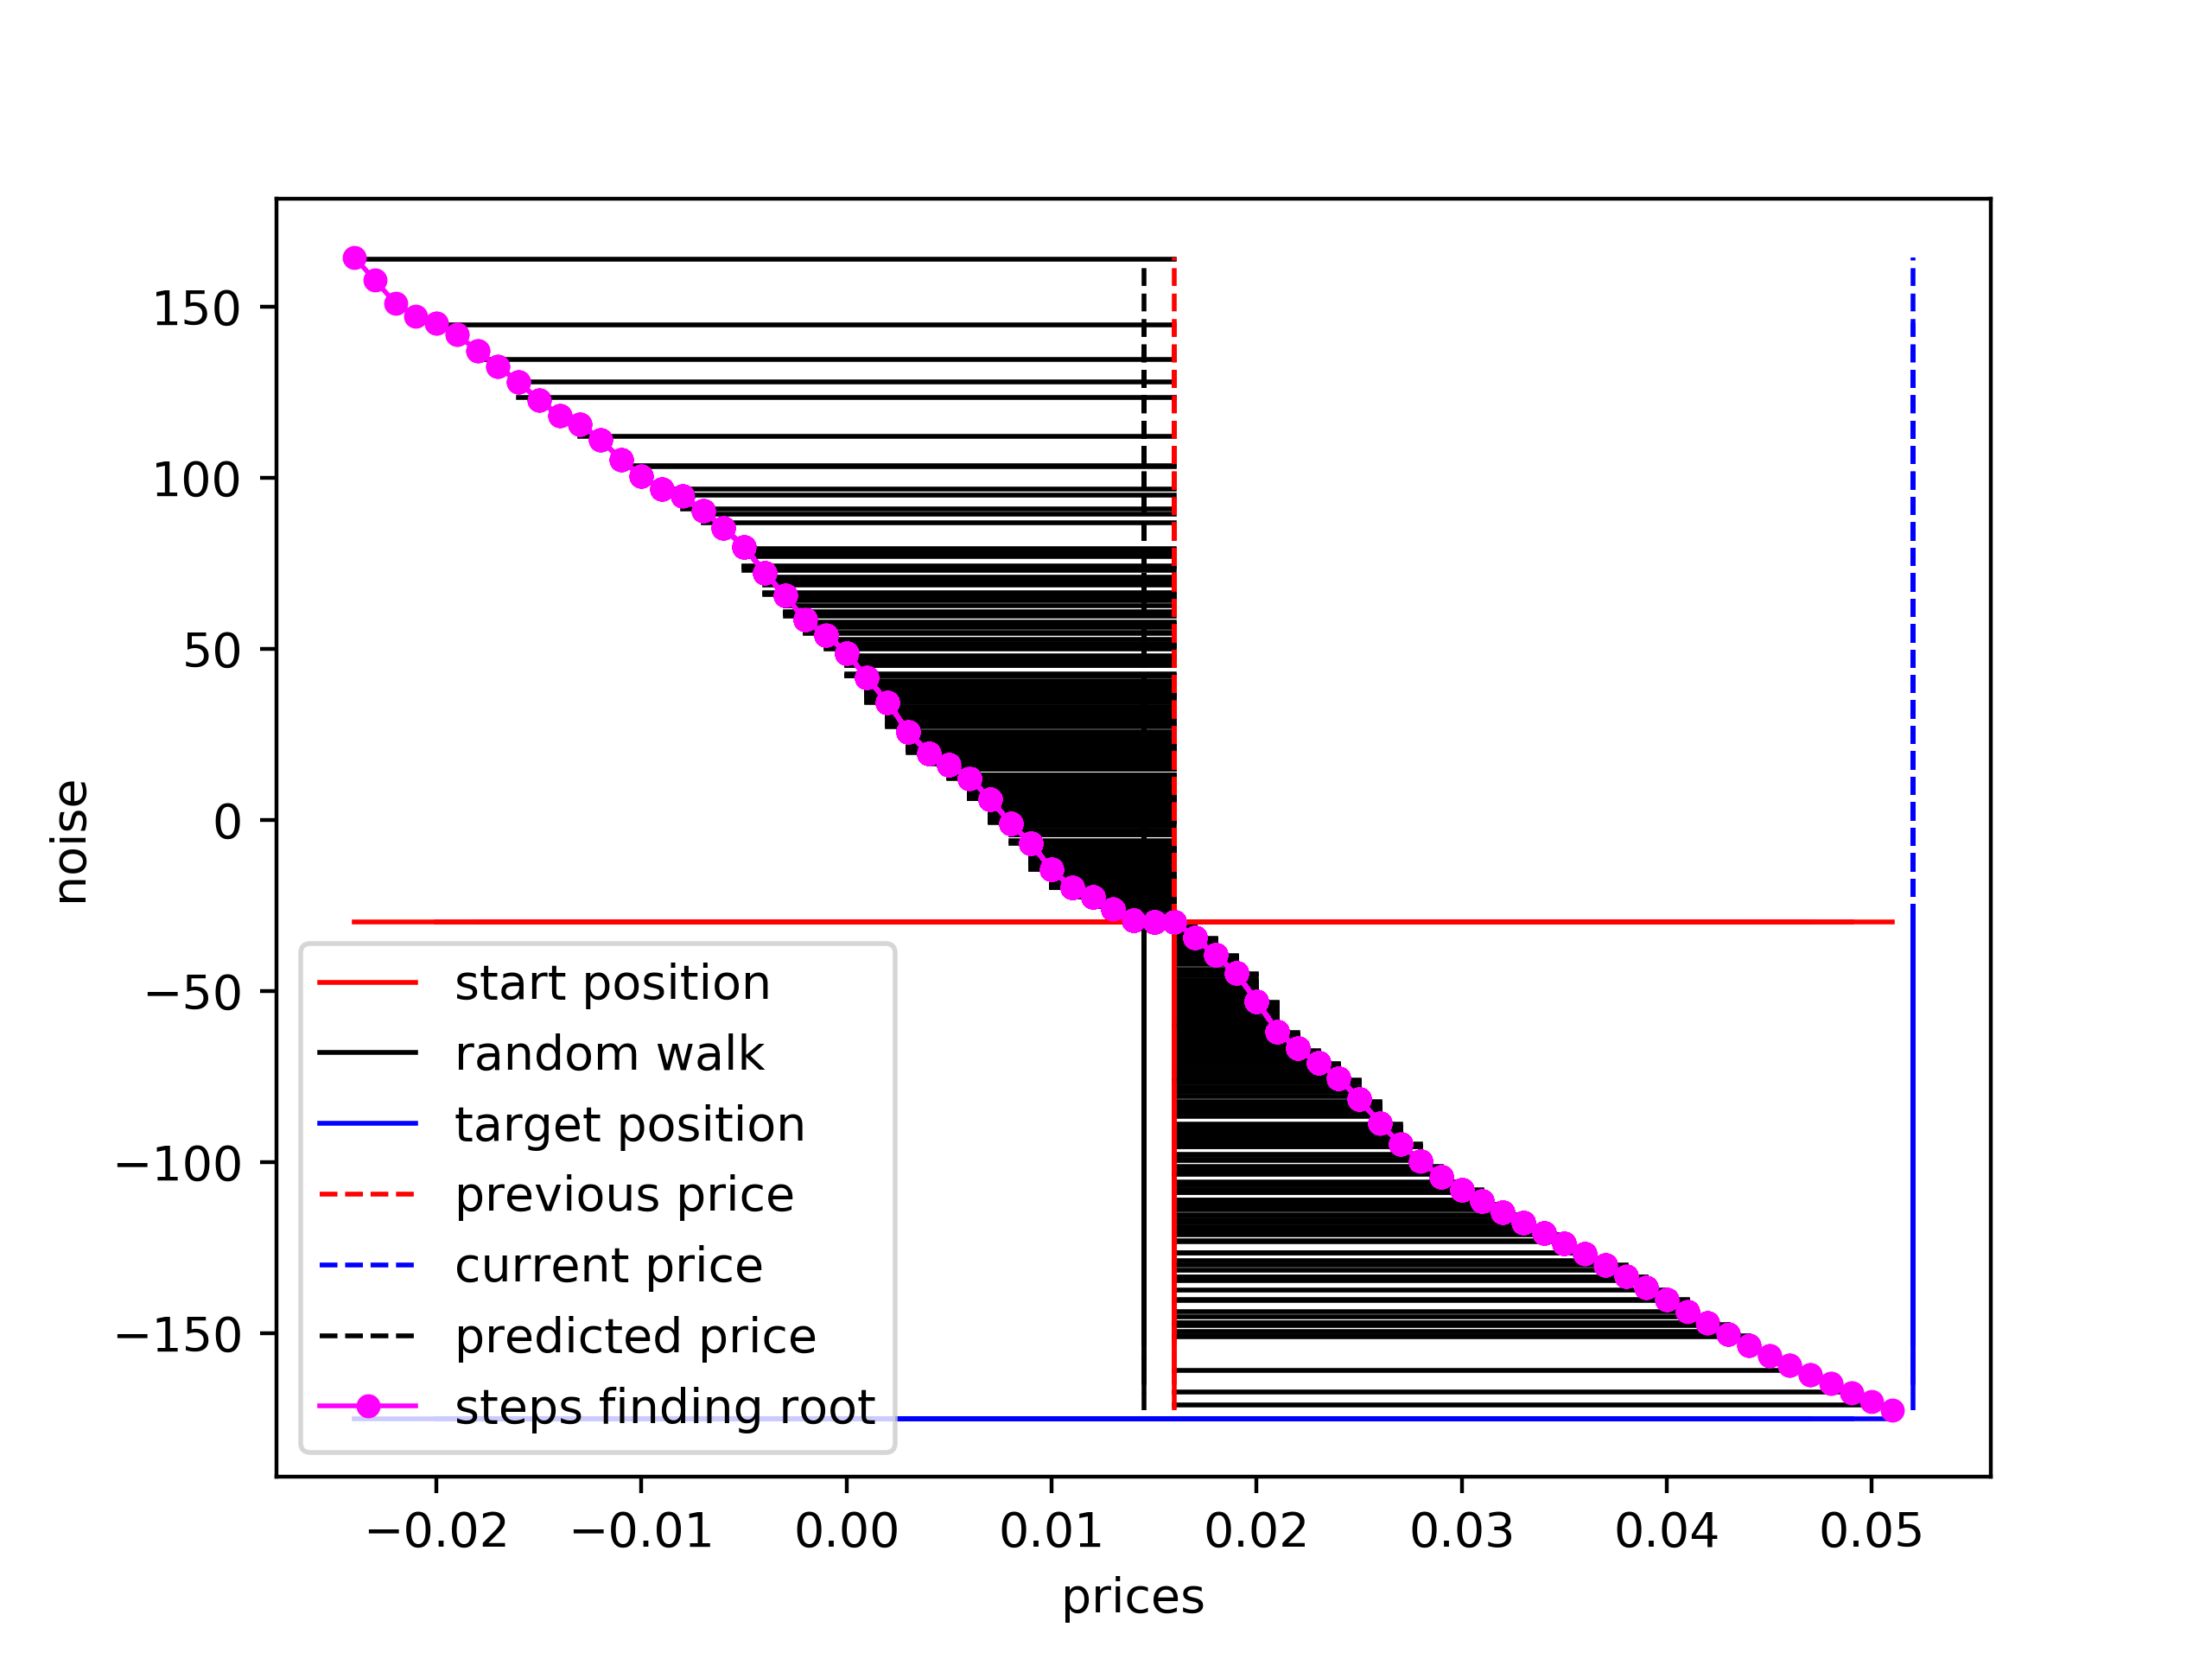 150
100
50
0
−50
−100
−150
noise
start position
random walk
target position
previous price
current price
predicted price
steps finding root
−0.02 −0.01 0.00 0.01 0.02 0.03 0.04 0.05
prices